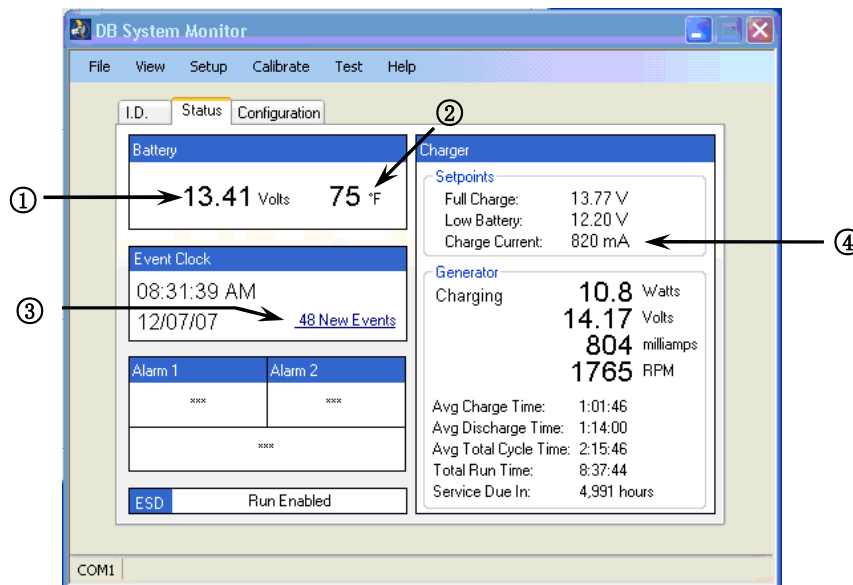 DB System Monitor
File View Setup Calibrate Test Help
I.D. Status Configuration
②
Battery
① 13.41 Volts 75 °F
Event Clock
08:31:39 AM
③ 12/07/07 48 New Events
Alarm 1 Alarm 2
*** ***
***
ESD Run Enabled
Charger
Setpoints
Full Charge: 13.77 V
Low Battery: 12.20 V
Charge Current: 820 mA ④
Generator
Charging 10.8 Watts
14.17 Volts
804 milliamps
1765 RPM
Avg Charge Time: 1:01:46
Avg Discharge Time: 1:14:00
Avg Total Cycle Time: 2:15:46
Total Run Time: 8:37:44
Service Due In: 4,991 hours
COM1